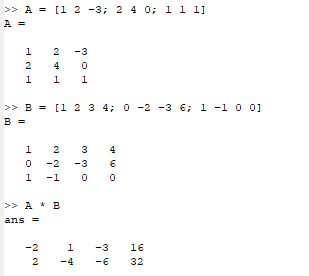 >> A = [1 2 -3; 2 4 0; 1 1 1]
A =
1 2 -3
2 4 0
1 1 1
>> B = [1 2 3 4; 0 -2 -3 6; 1 -1 0 0]
B =
1 2 3 4
0 -2 -3 6
1 -1 0 0
>> A * B
ans =
-2 1 -3 16
2 -4 -6 32